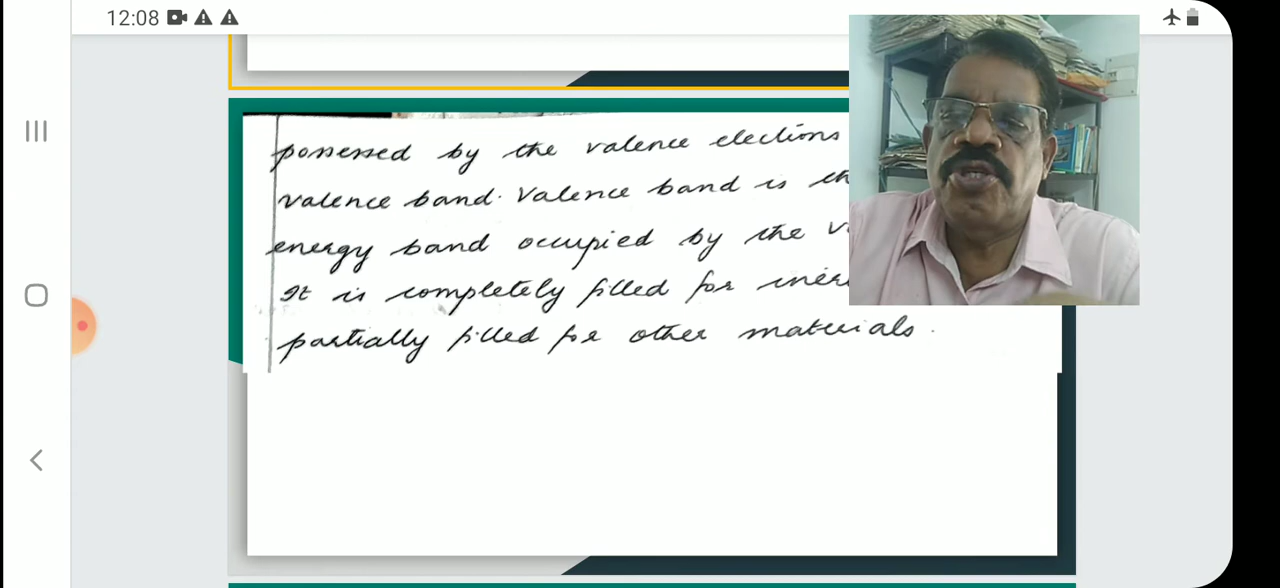 12:08
possessed by the valence elections
valence band. Valence band is
energy band occupied by the
It is completely filled for
partially filled for other materials.